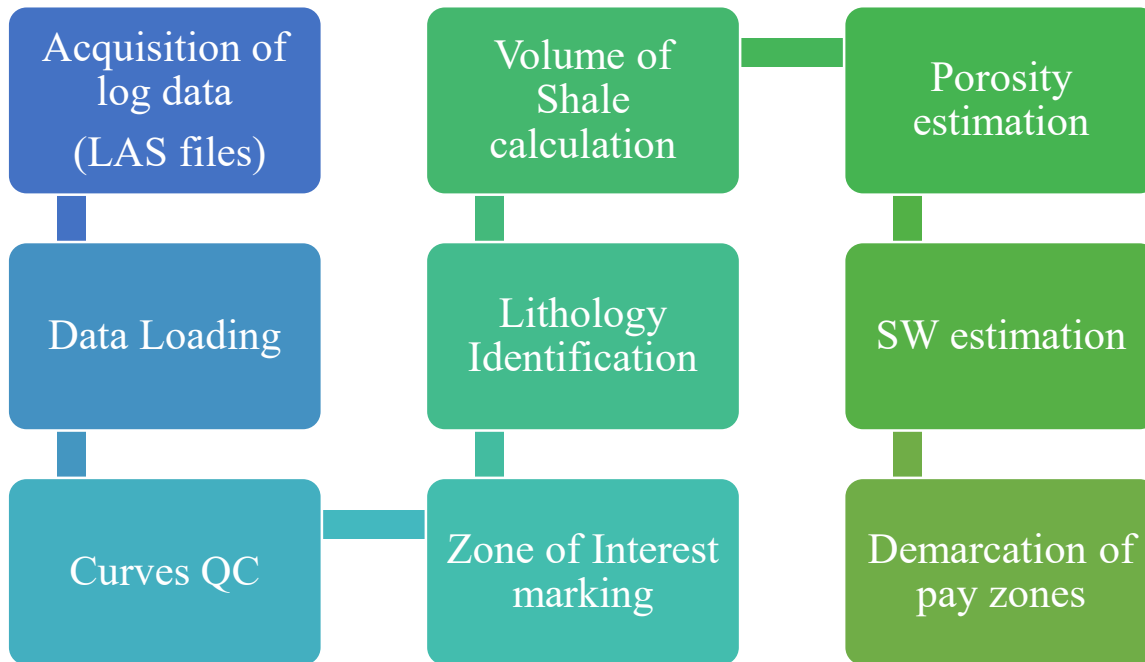 Acquisition of
log data
(LAS files)
Data Loading
Curves QC
Zone of Interest
marking
Lithology
Identification
Volume of
Shale
calculation
Porosity
estimation
SW estimation
Demarcation of
pay zones